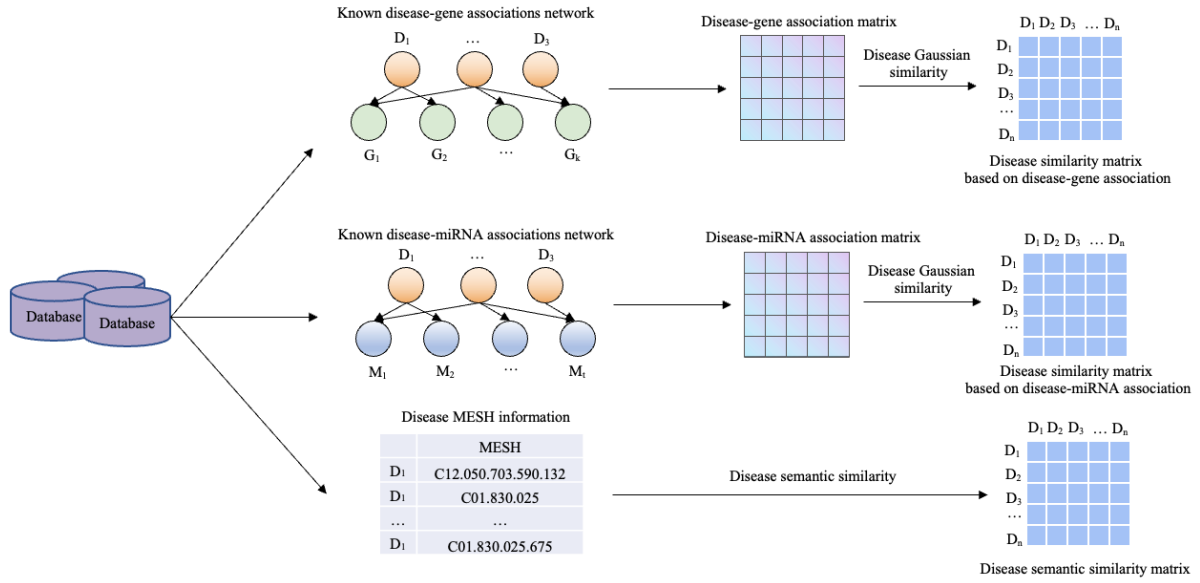 Known disease-gene associations network
D1 … D3
G1 G2 … Gk
Disease-gene association matrix
Disease Gaussian
similarity
D1 D2 D3 … Dn
D1
D2
D3
…
Dn
Disease similarity matrix
based on disease-gene association
Database
Database
Known disease-miRNA associations network
D1 … D3
M1 M2 … Mt
Disease-miRNA association matrix
Disease Gaussian
similarity
D1 D2 D3 … Dn
D1
D2
D3
…
Dn
Disease similarity matrix
based on disease-miRNA association
Disease MESH information
MESH
D1 C12.050.703.590.132
D1 C01.830.025
… …
D1 C01.830.025.675
Disease semantic similarity
D1 D2 D3 … Dn
D1
D2
D3
…
Dn
Disease semantic similarity matrix